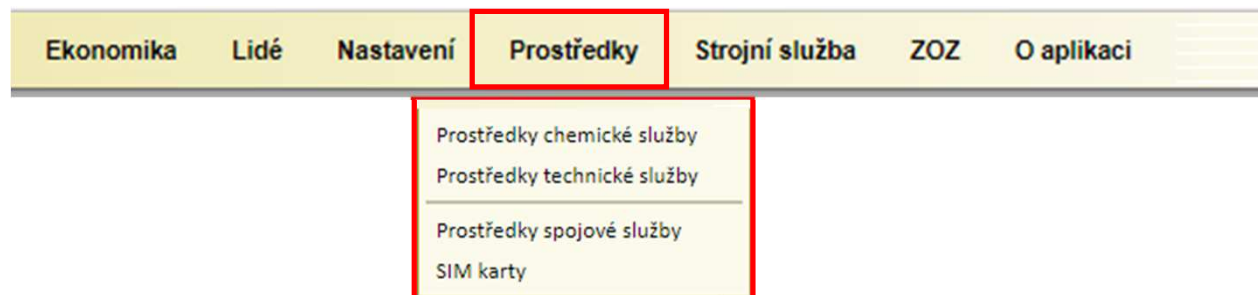 Ekonomika Lidé Nastavení Prostředky Strojní služba ZOZ O aplikaci
Prostředky chemické služby
Prostředky technické služby
Prostředky spojové služby
SIM karty